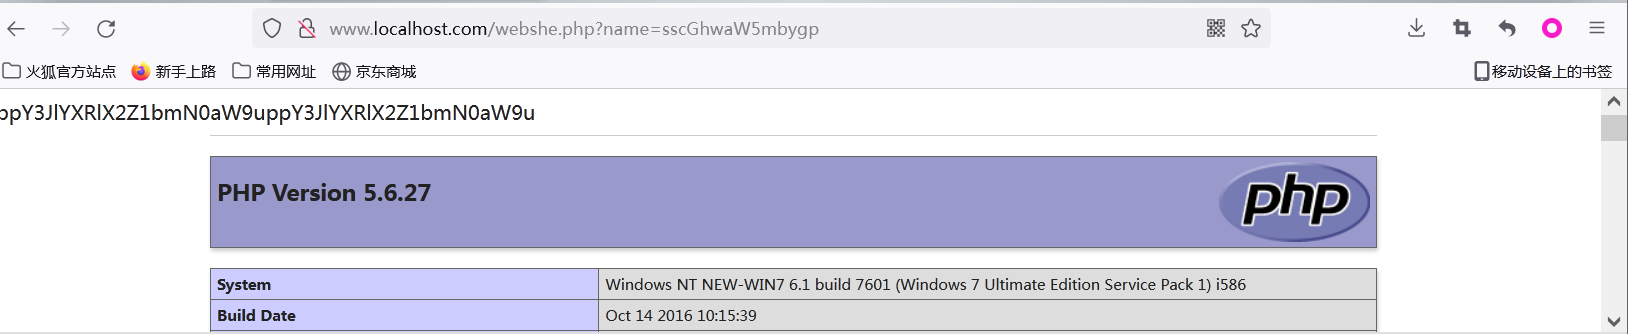 www.localhost.com/webshe.php?name=sscGhwaW5mbygp
火狐官方站点 新手上路 常用网址 京东商城 移动设备上的书签
ppY3JlYXRlX2Z1bmN0aW9uppY3JlYXRlX2Z1bmN0aW9u
PHP Version 5.6.27
php
System Windows NT NEW-WIN7 6.1 build 7601 (Windows 7 Ultimate Edition Service Pack 1) i586
Build Date Oct 14 2016 10:15:39